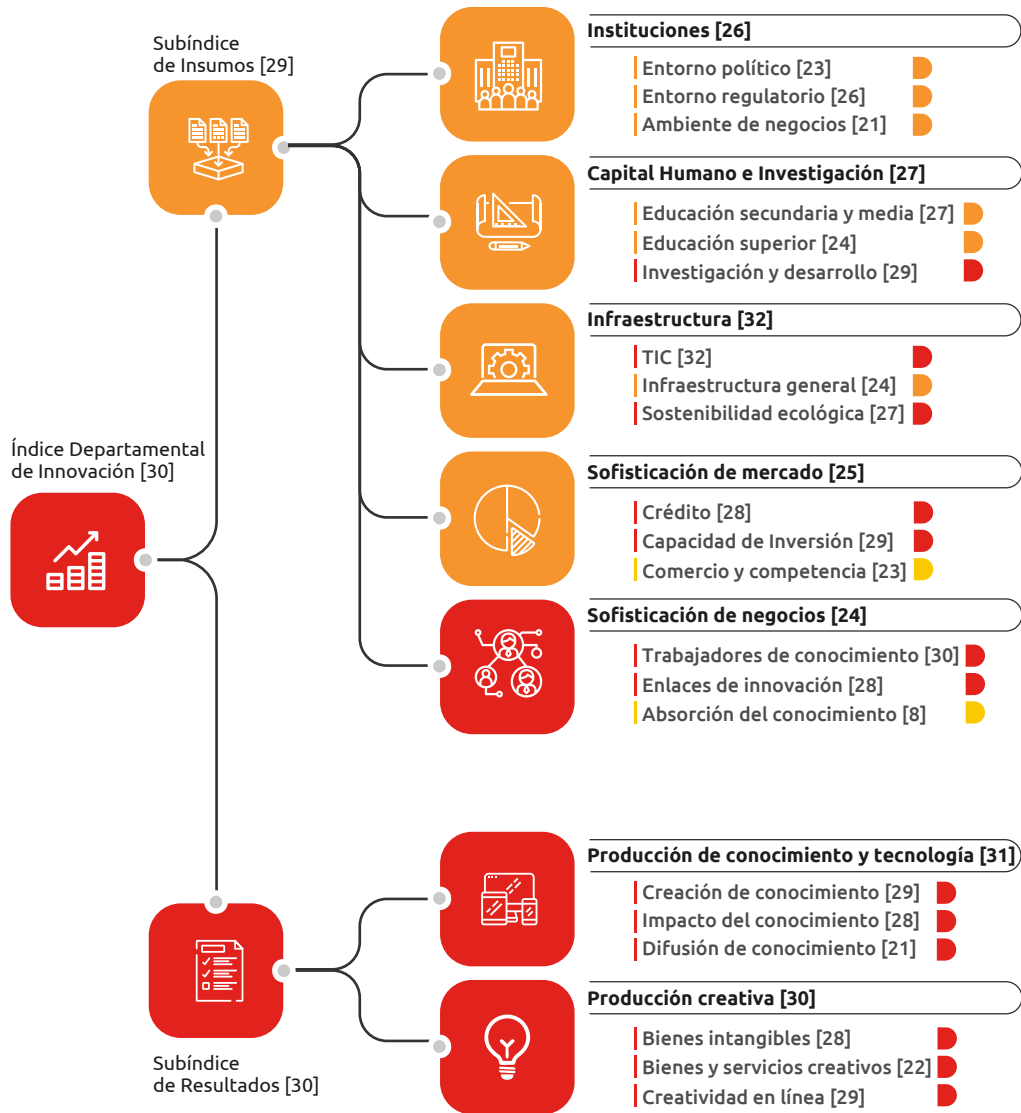 Índice Departamental
de Innovación [30]
Subíndice
de Insumos [29]
Instituciones [26]
Entorno político [23]
Entorno regulatorio [26]
Ambiente de negocios [21]
Capital Humano e Investigación [27]
Educación secundaria y media [27]
Educación superior [24]
Investigación y desarrollo [29]
Infraestructura [32]
TIC [32]
Infraestructura general [24]
Sostenibilidad ecológica [27]
Sofisticación de mercado [25]
Crédito [28]
Capacidad de Inversión [29]
Comercio y competencia [23]
Sofisticación de negocios [24]
Trabajadores de conocimiento [30]
Enlaces de innovación [28]
Absorción del conocimiento [8]
Subíndice
de Resultados [30]
Producción de conocimiento y tecnología [31]
Creación de conocimiento [29]
Impacto del conocimiento [28]
Difusión de conocimiento [21]
Producción creativa [30]
Bienes intangibles [28]
Bienes y servicios creativos [22]
Creatividad en línea [29]